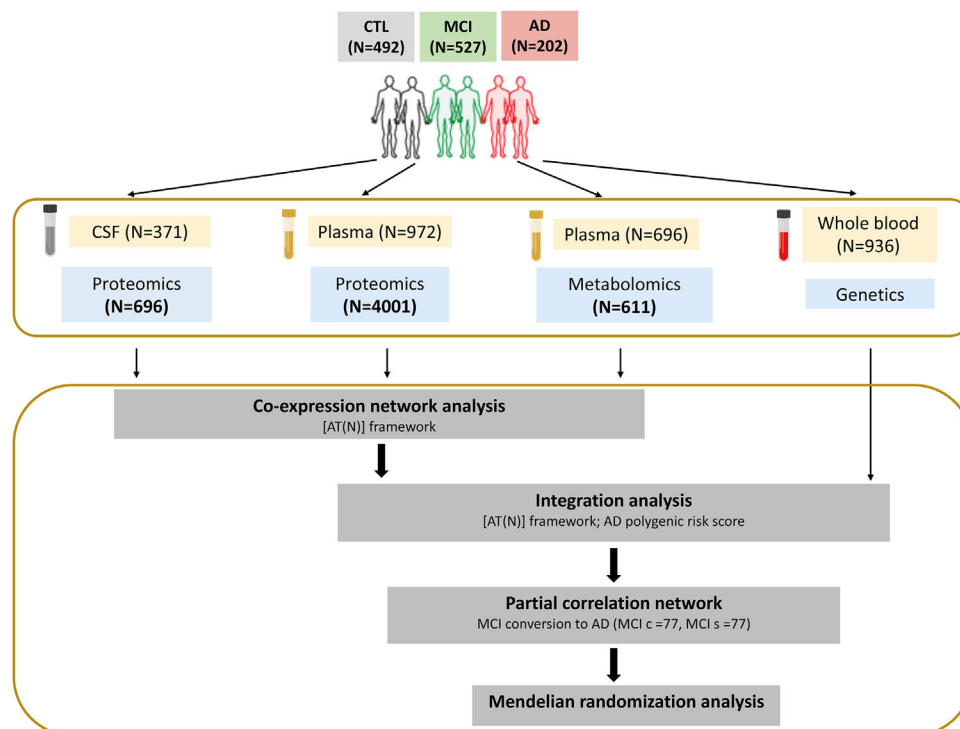 CTL
(N=492)
MCI
(N=527)
AD
(N=202)
CSF (N=371)
Plasma (N=972)
Plasma (N=696)
Whole blood
(N=936)
Proteomics
(N=696)
Proteomics
(N=4001)
Metabolomics
(N=611)
Genetics
Co-expression network analysis
[AT(N)] framework
Integration analysis
[AT(N)] framework; AD polygenic risk score
Partial correlation network
MCI conversion to AD (MCI c =77, MCI s =77)
Mendelian randomization analysis